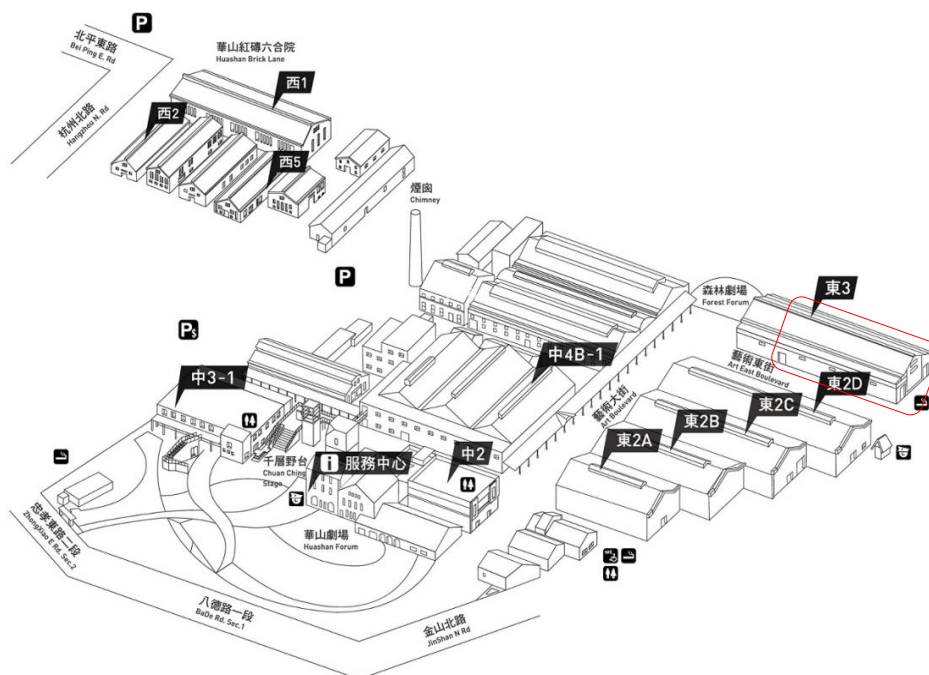 P
北平東路
Bei Ping E. Rd
華山紅磚六合院
Huashan Brick Lane
西1
杭州北路
Hangzhou N. Rd
西2
西5
煙囪
Chimney
P
森林劇場
Forest Forum
東3
Ps
中4B-1
藝術東街
Art East Boulevard
中3-1
東2D
藝術大街
Art Boulevard
東2C
東2B
東2A
千層野台
Chuan Ching
Stage
i 服務中心
中2
忠孝東路二段
ZhongXiao E Rd. Sec.2
華山劇場
Huashan Forum
WC
八德路一段
BaDe Rd. Sec.1
金山北路
JinShan N Rd